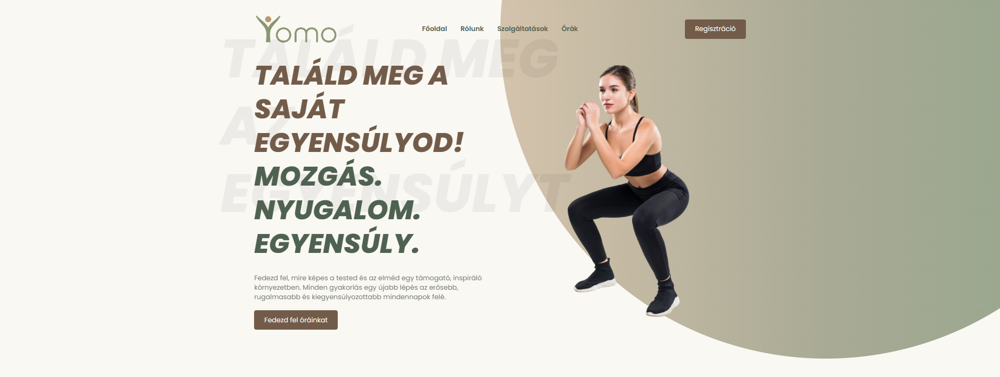 Yomo
Főoldal Rólunk Szolgáltatások Órák
Regisztráció
TALÁLD MEG
AZ
EGYENSÚLYT
TALÁLD MEG A
SAJÁT
EGYENSÚLYOD!
MOZGÁS.
NYUGALOM.
EGYENSÚLY.
Fedezd fel, mire képes a tested és az elméd egy támogató, inspiráló
környezetben. Minden gyakorlás egy újabb lépés az erősebb,
rugalmasabb és kiegyensúlyozottabb mindennapok felé.
Fedezd fel óráinkat